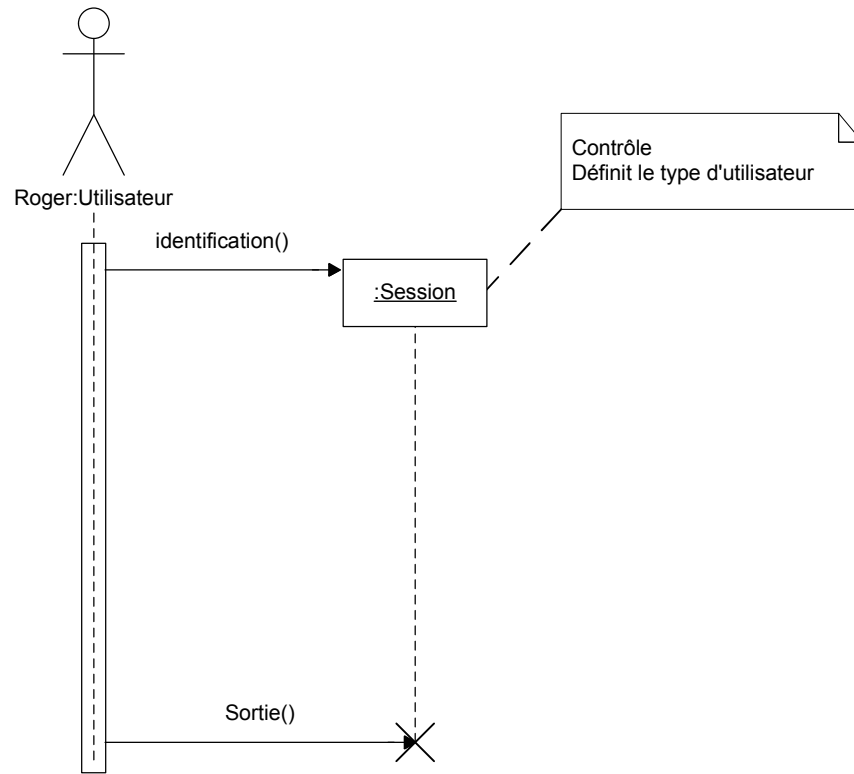 Contrôle
Définit le type d'utilisateur
Roger:Utilisateur
identification()
:Session
Sortie()